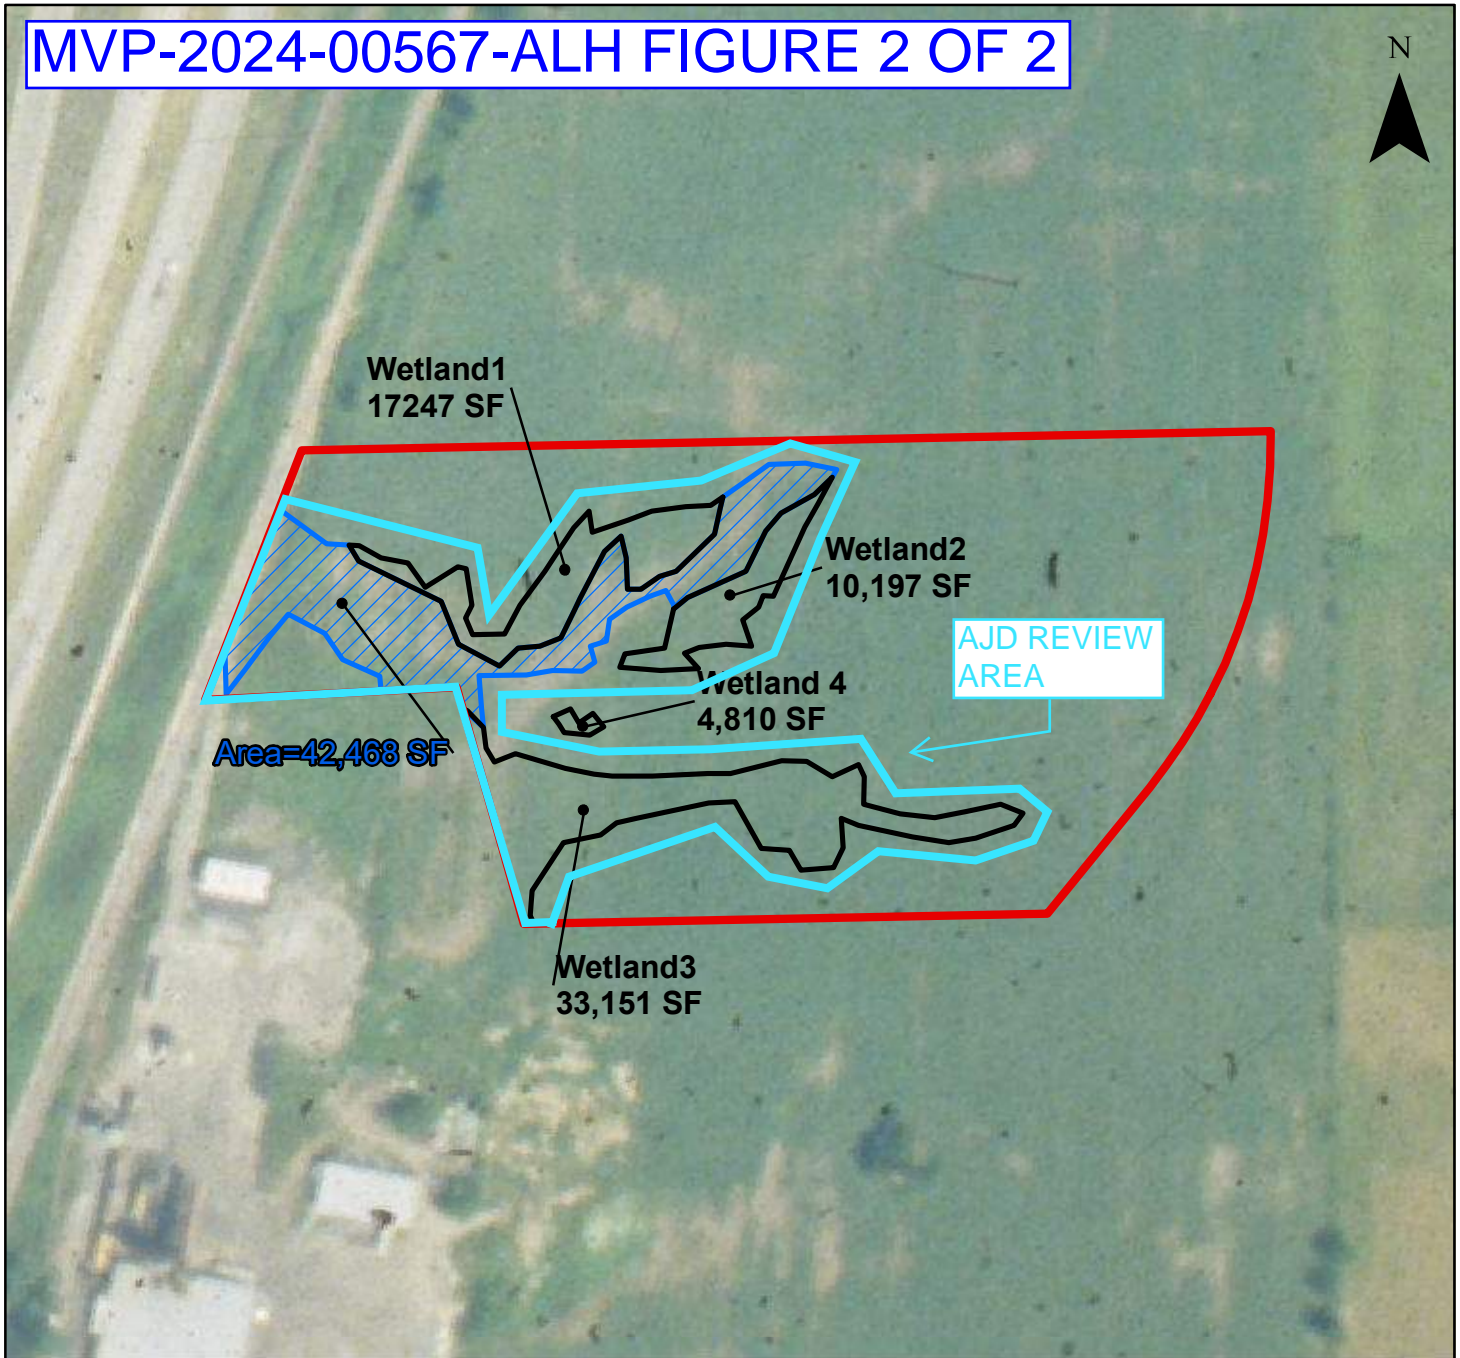 MVP-2024-00567-ALH FIGURE 2 OF 2
N
Wetland1
17247 SF
Wetland2
10,197 SF
AJD REVIEW
AREA
Wetland 4
4,810 SF
Area=42,468 SF
Wetland3
33,151 SF